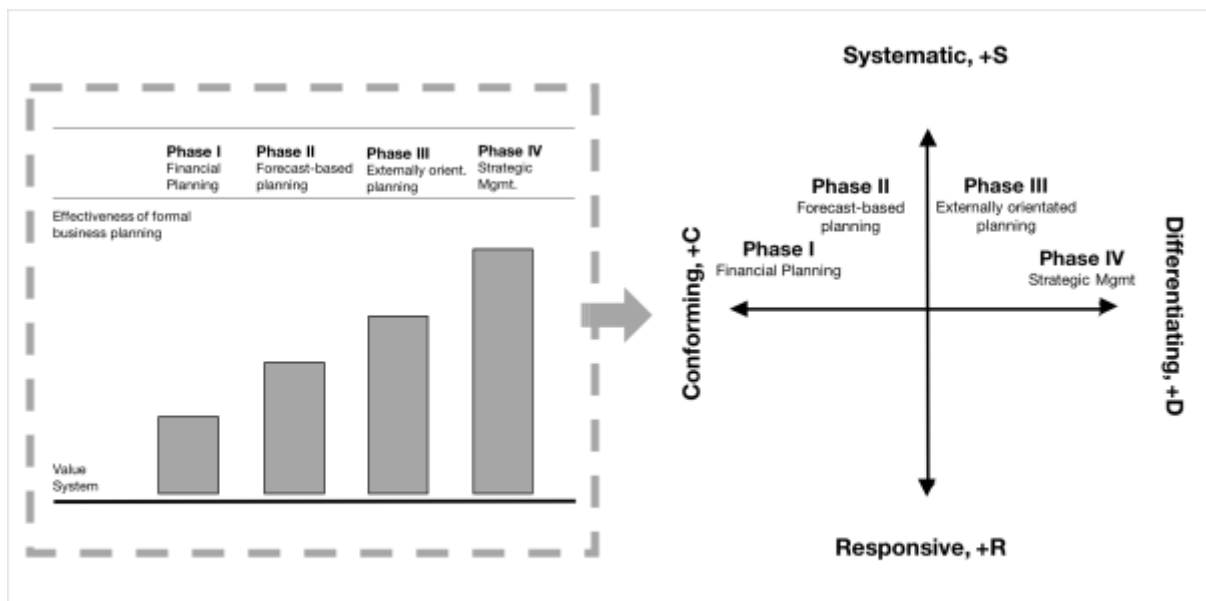 Phase I
Financial
Planning
Phase II
Forecast-based
planning
Phase III
Externally orient.
planning
Phase IV
Strategic
Mgmt.
Effectiveness of formal
business planning
Value
System
Systematic, +S
Conforming, +C
Phase I
Financial Planning
Phase II
Forecast-based
planning
Phase III
Externally orientated
planning
Phase IV
Strategic Mgmt
Differentiating, +D
Responsive, +R